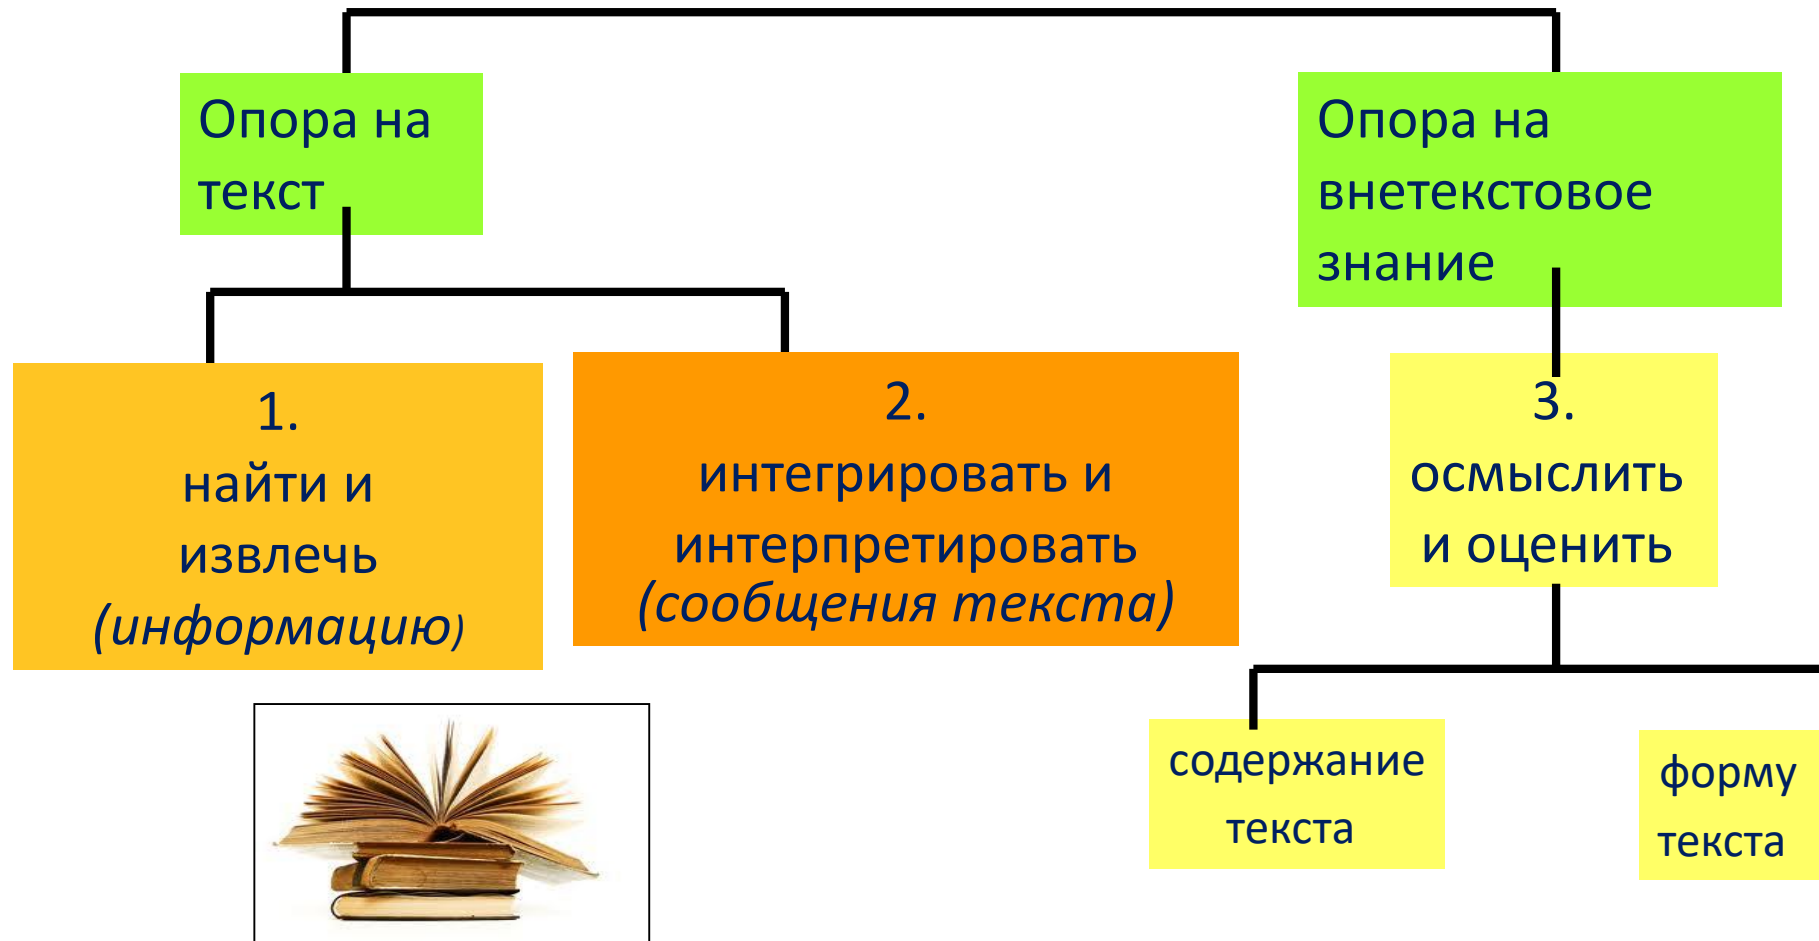 Опора на
текст
Опора на
внетекстовое
знание
1.
найти и
извлечь
(информацию)
2.
интегрировать и
интерпретировать
(сообщения текста)
3.
осмыслить
и оценить
содержание
текста
форму
текста